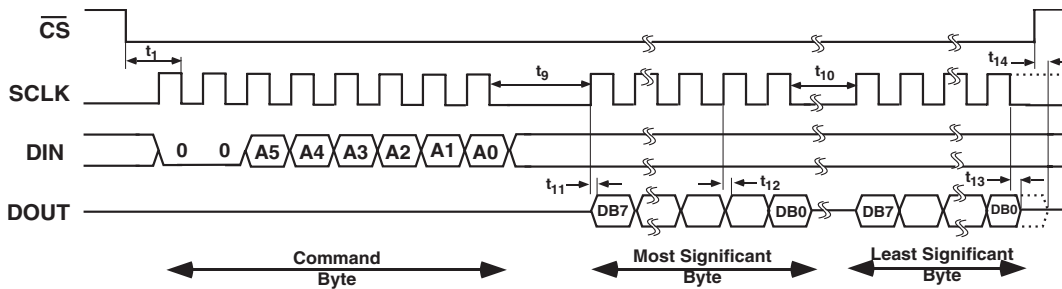 CS
t1
t9
t10
t14
SCLK
DIN
0 0 A5 A4 A3 A2 A1 A0
t11
t12
t13
DOUT
DB7 DB0 DB7 DB0
Command Byte
Most Significant Byte
Least Significant Byte